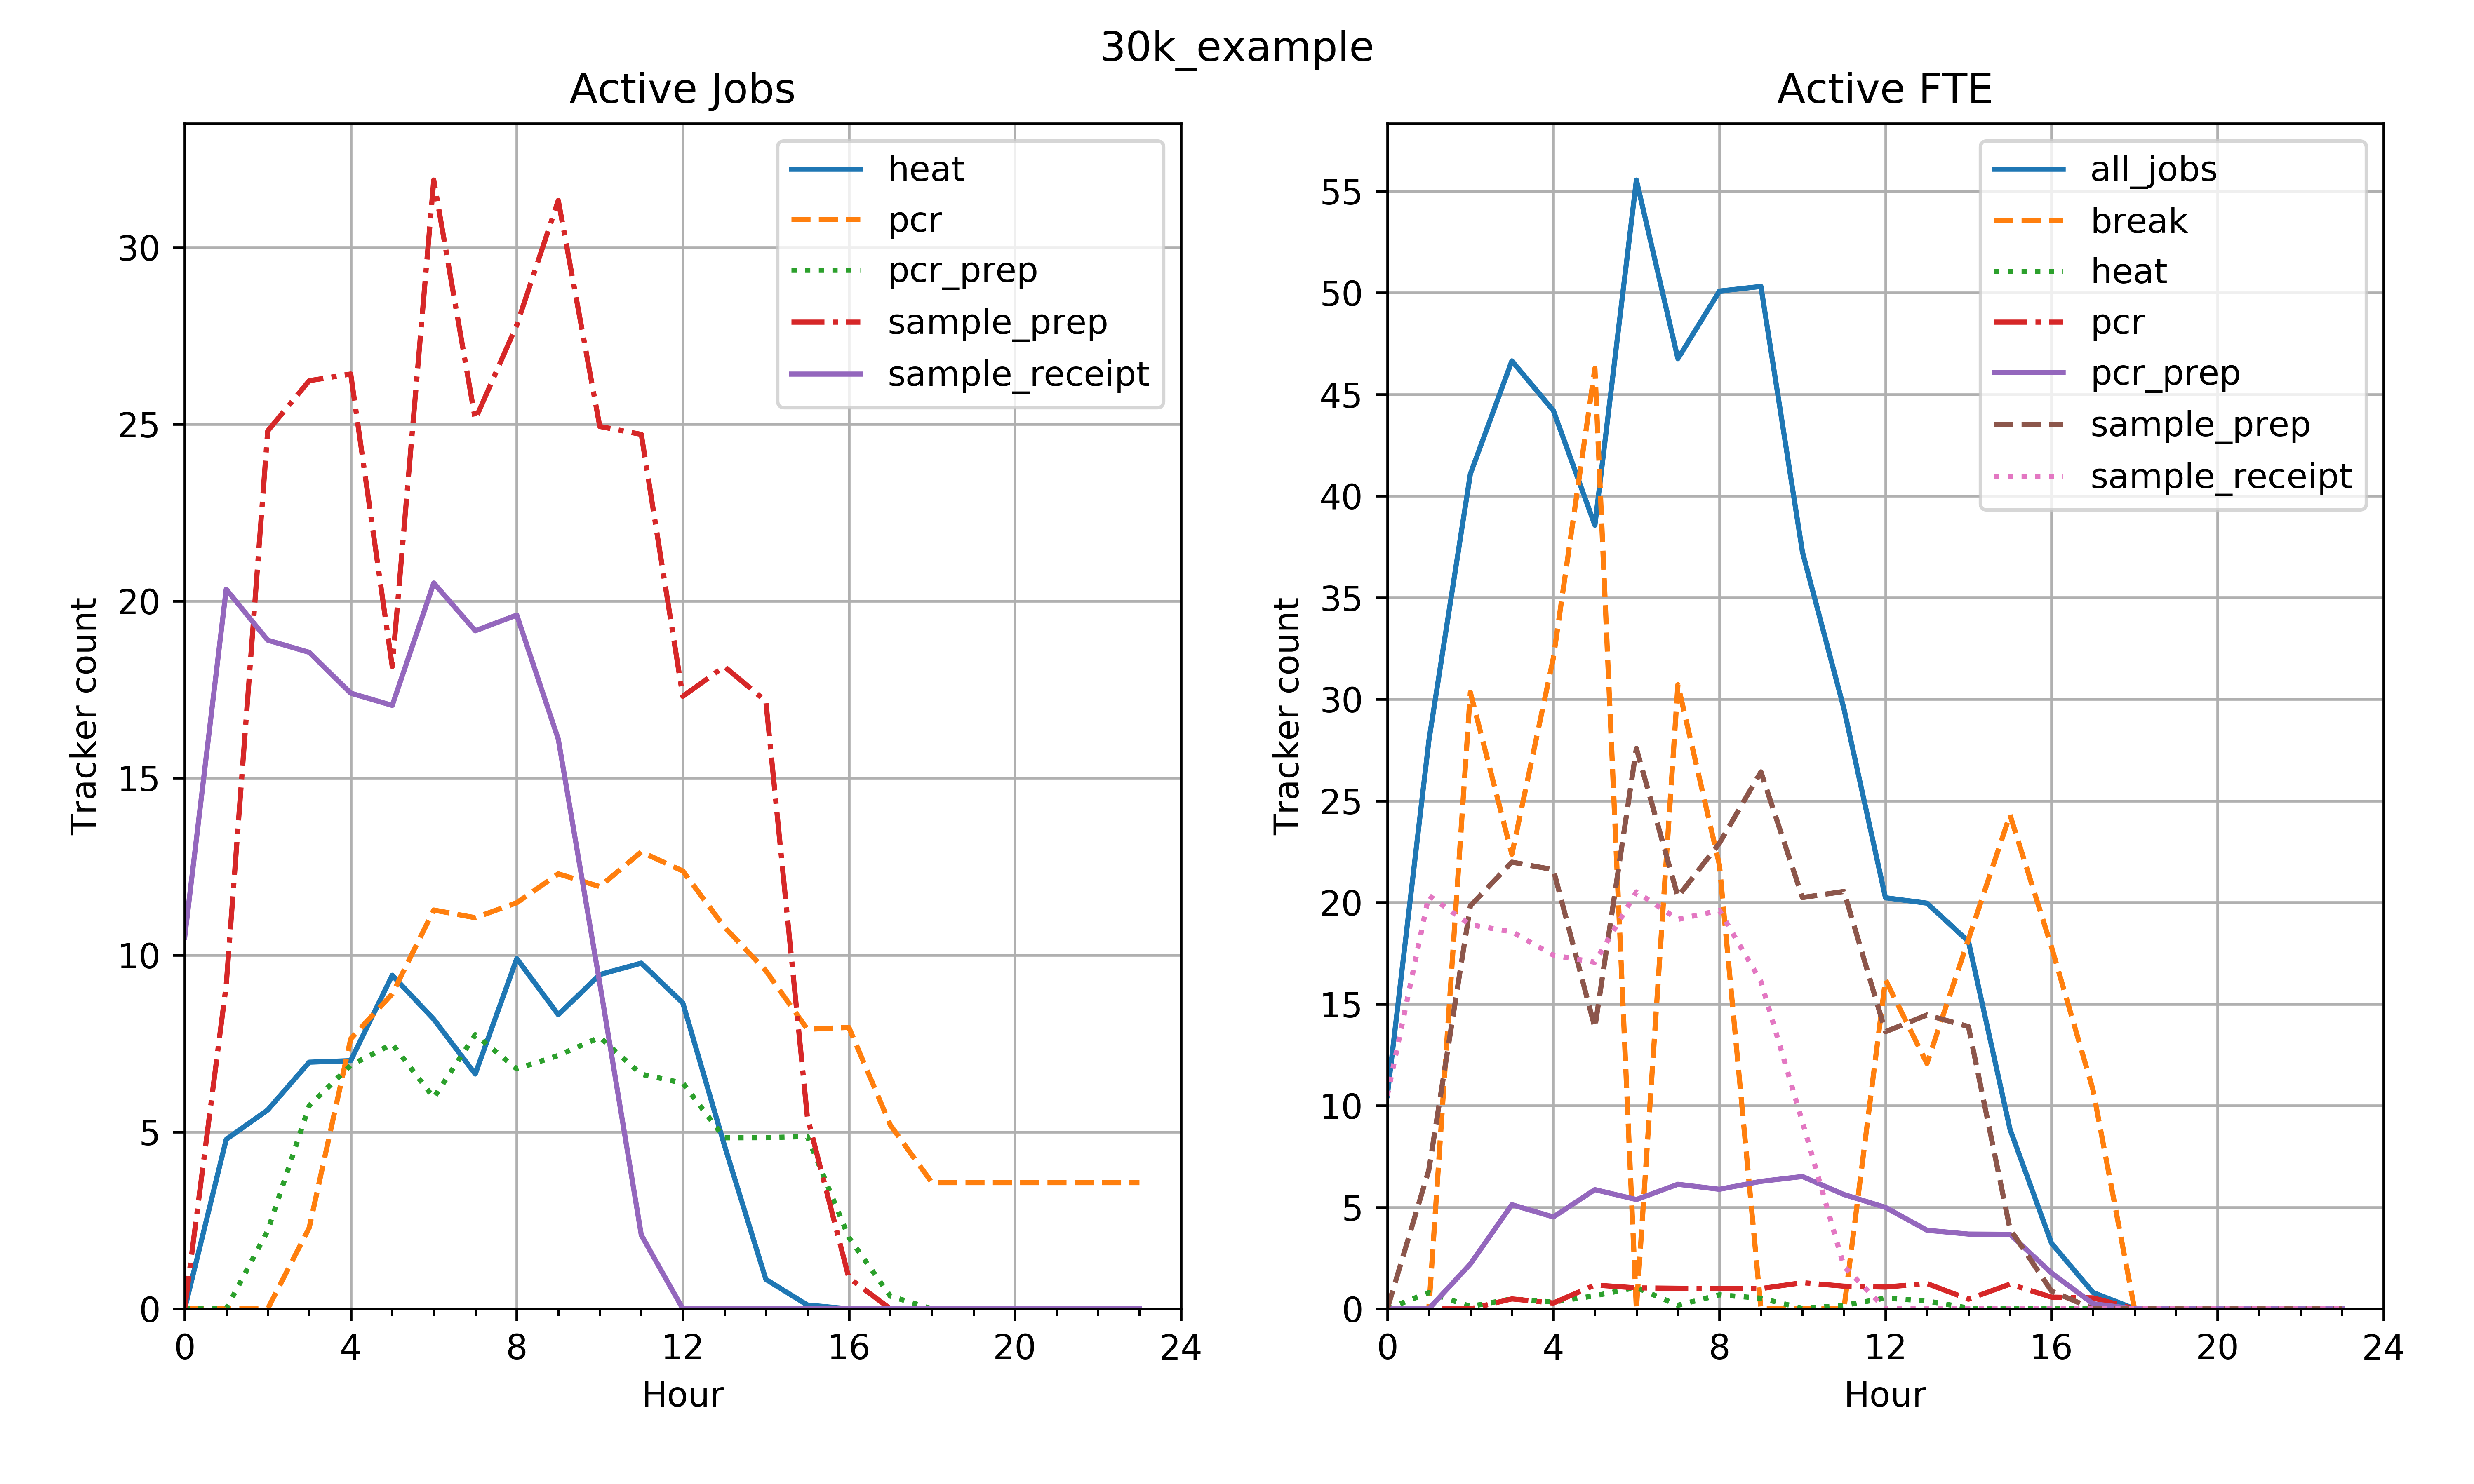 30k_example
Active Jobs
Tracker count
30
25
20
15
10
5
0
0 4 8 12 16 20 24
Hour
heat
pcr
pcr_prep
sample_prep
sample_receipt
Active FTE
Tracker count
55
50
45
40
35
30
25
20
15
10
5
0
0 4 8 12 16 20 24
Hour
all_jobs
break
heat
pcr
pcr_prep
sample_prep
sample_receipt